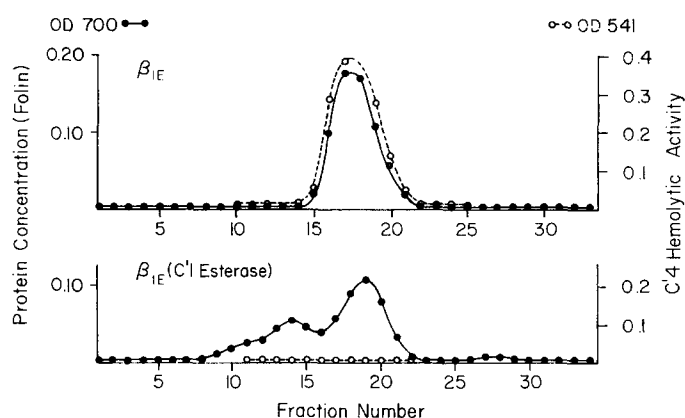 OD 700
OD 541
Protein Concentration (Folin)
C'4 Hemolytic Activity
β1E
0.20
0.10
0.4
0.3
0.2
0.1
5 10 15 20 25 30
β1E (C'1 Esterase)
0.10
0.2
0.1
5 10 15 20 25 30
Fraction Number